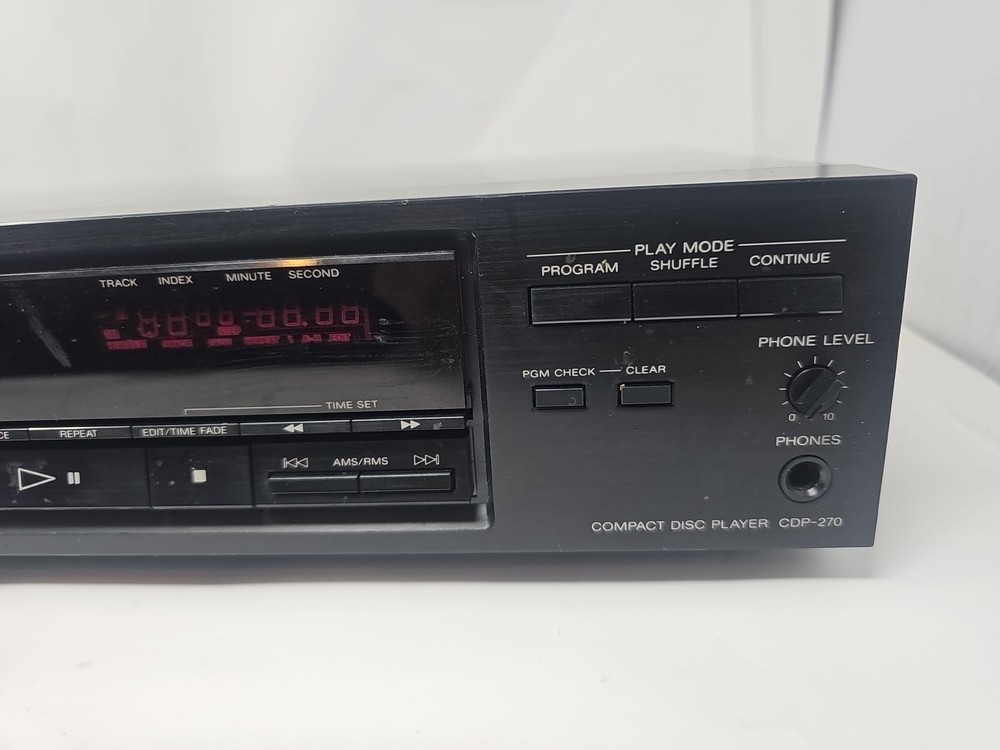 TRACK INDEX MINUTE SECOND
TIME SET
REPEAT EDIT/TIME FADE
AMS/RMS
PLAY MODE
PROGRAM SHUFFLE CONTINUE
PGM CHECK CLEAR
PHONE LEVEL
0 10
PHONES
COMPACT DISC PLAYER CDP-270